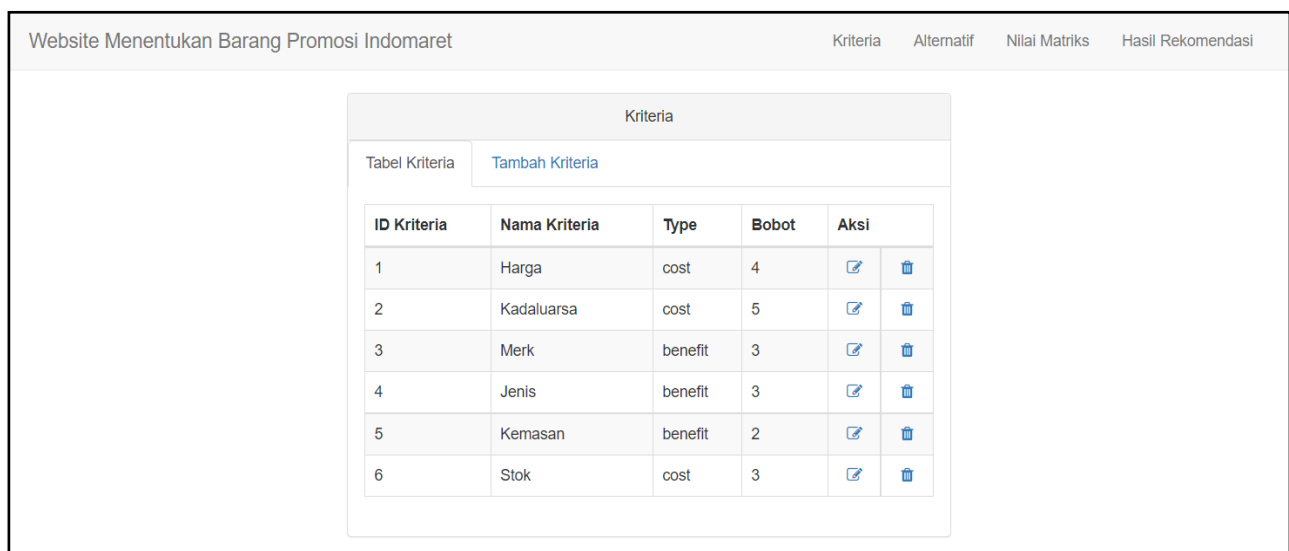 Website Menentukan Barang Promosi Indomaret Kriteria Alternatif Nilai Matriks Hasil Rekomendasi
Kriteria
Tabel Kriteria Tambah Kriteria
ID Kriteria Nama Kriteria Type Bobot Aksi
1 Harga cost 4
2 Kadaluarsa cost 5
3 Merk benefit 3
4 Jenis benefit 3
5 Kemasan benefit 2
6 Stok cost 3